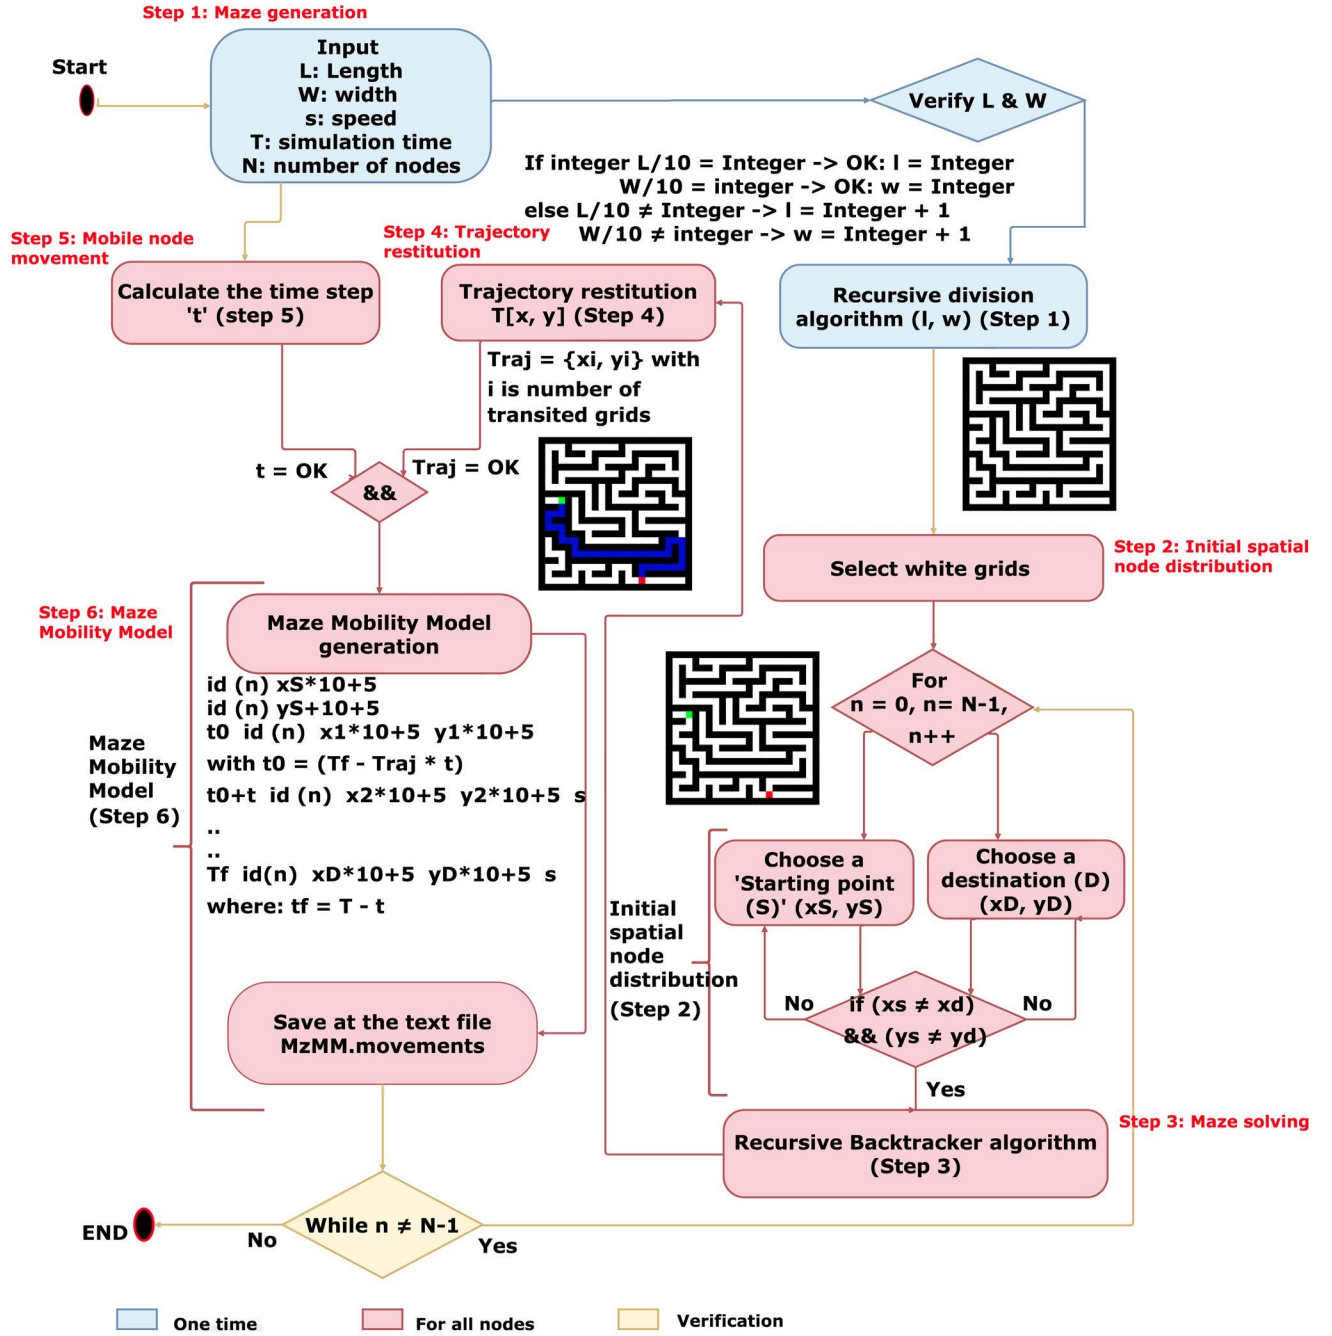 Step 1: Maze generation
Start
Input
L: Length
W: width
s: speed
T: simulation time
N: number of nodes
Verify L & W
If integer L/10 = Integer -> OK: l = Integer
W/10 = integer -> OK: w = Integer
else L/10 ≠ Integer -> l = Integer + 1
W/10 ≠ integer -> w = Integer + 1
Step 5: Mobile node
movement
Step 4: Trajectory
restitution
Calculate the time step
't' (step 5)
Trajectory restitution
T[x, y] (Step 4)
Recursive division
algorithm (l, w) (Step 1)
Traj = {xi, yi} with
i is number of
transited grids
t = OK
Traj = OK
&&
Select white grids
Step 2: Initial spatial
node distribution
Step 6: Maze
Mobility Model
Maze Mobility Model
generation
id (n) xS*10+5
id (n) yS+10+5
t0 id (n) x1*10+5 y1*10+5
with t0 = (Tf - Traj * t)
t0+t id (n) x2*10+5 y2*10+5 s
..
..
Tf id(n) xD*10+5 yD*10+5 s
where: tf = T - t
Maze
Mobility
Model
(Step 6)
For
n = 0, n= N-1,
n++
Choose a
'Starting point
(S)' (xS, yS)
Choose a
destination (D)
(xD, yD)
Initial
spatial
node
distribution
(Step 2)
No
if (xs ≠ xd)
&& (ys ≠ yd)
No
Yes
Save at the text file
MzMM.movements
Recursive Backtracker algorithm
(Step 3)
Step 3: Maze solving
While n ≠ N-1
END
No
Yes
One time
For all nodes
Verification